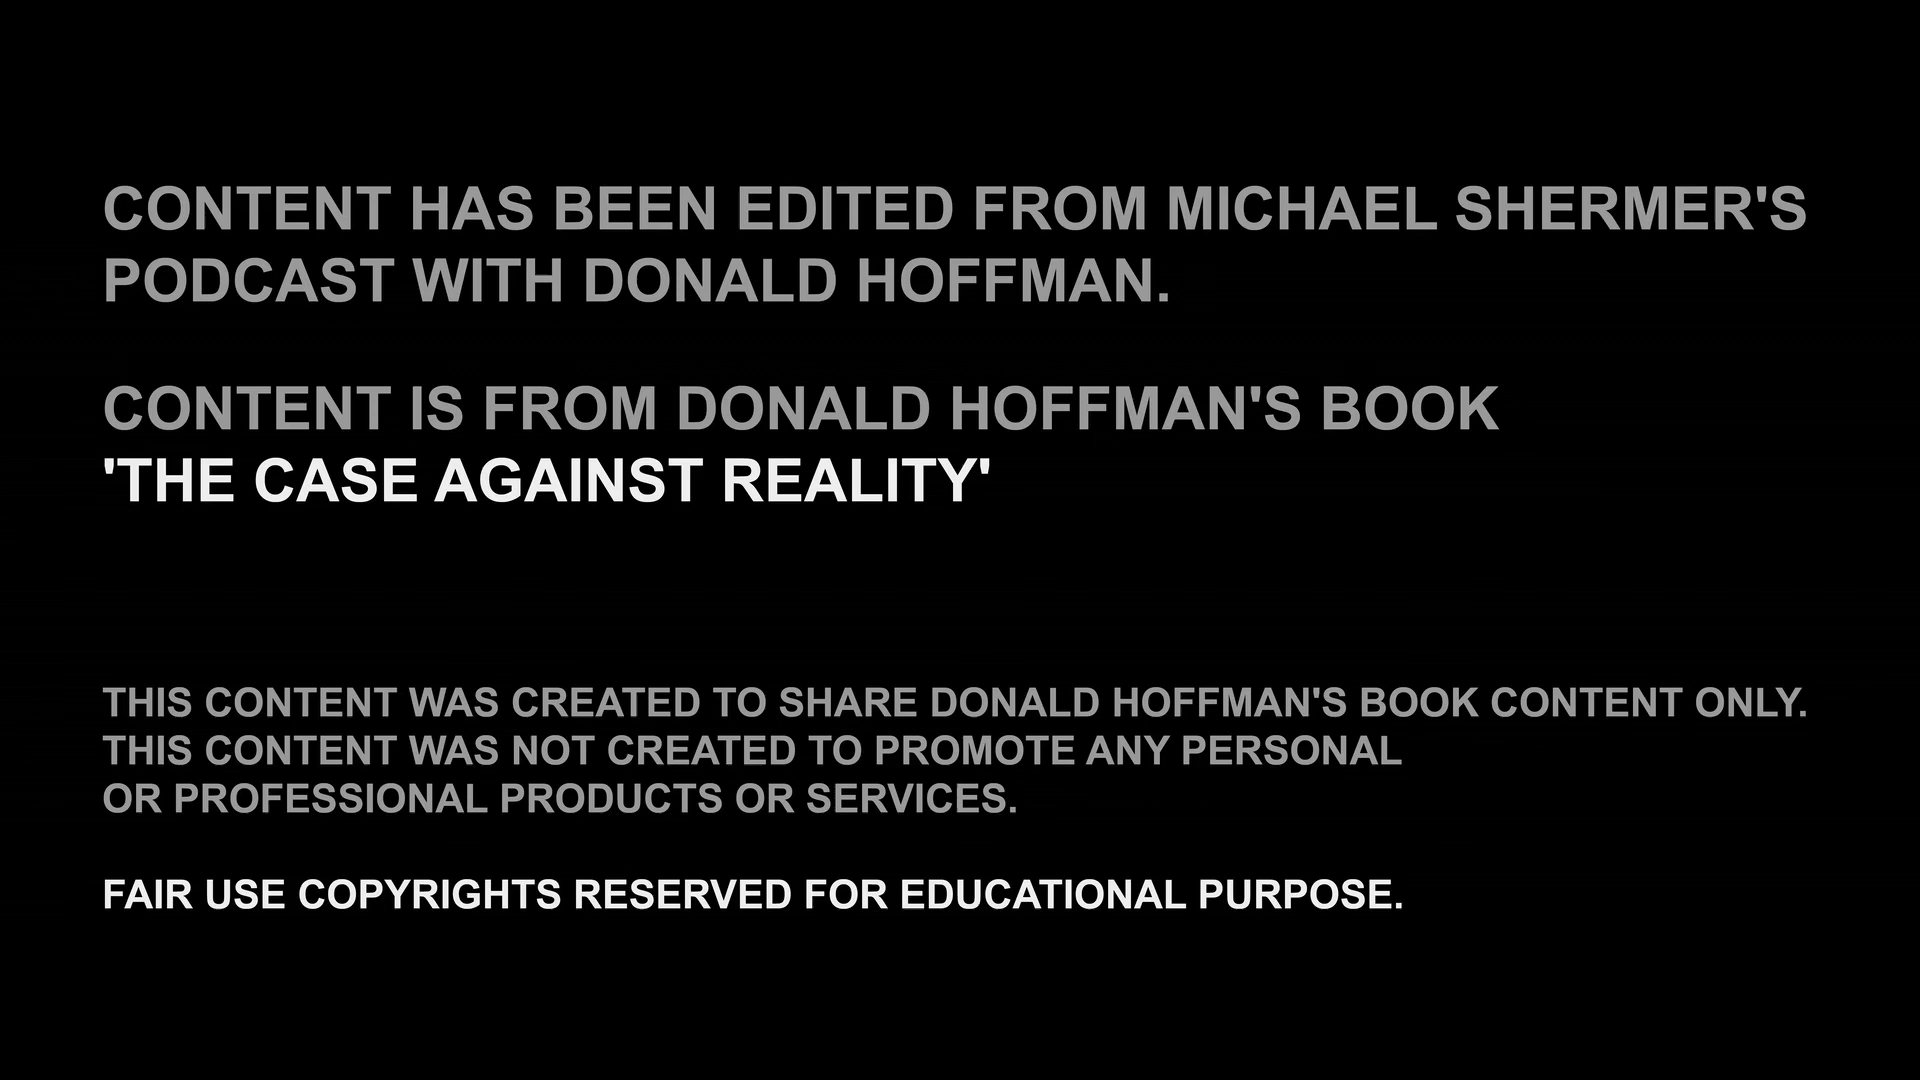 CONTENT HAS BEEN EDITED FROM MICHAEL SHERMER'S
PODCAST WITH DONALD HOFFMAN.
CONTENT IS FROM DONALD HOFFMAN'S BOOK
'THE CASE AGAINST REALITY'
THIS CONTENT WAS CREATED TO SHARE DONALD HOFFMAN'S BOOK CONTENT ONLY.
THIS CONTENT WAS NOT CREATED TO PROMOTE ANY PERSONAL
OR PROFESSIONAL PRODUCTS OR SERVICES.
FAIR USE COPYRIGHTS RESERVED FOR EDUCATIONAL PURPOSE.